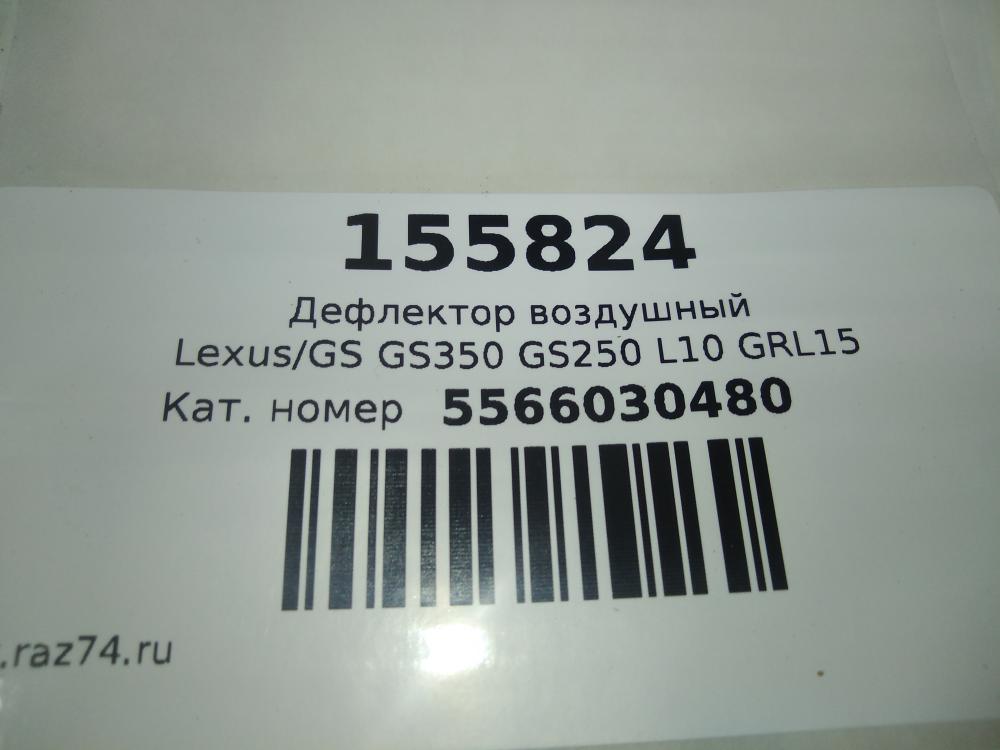 155824
Дефлектор воздушный
Lexus/GS GS350 GS250 L10 GRL15
Кат. номер 5566030480
.raz74.ru